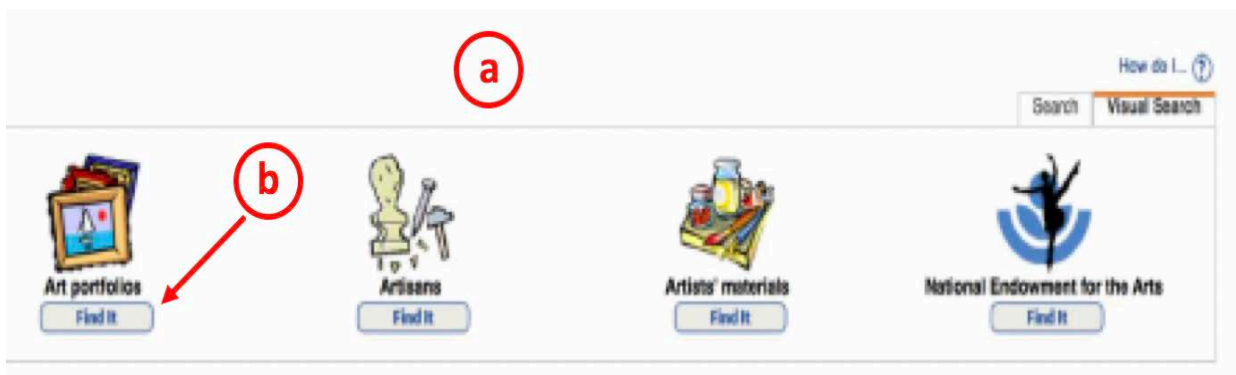 a
How do I... ?
Search Visual Search
b
Art portfolios Artisans Artists' materials National Endowment for the Arts
Find It Find It Find It Find It